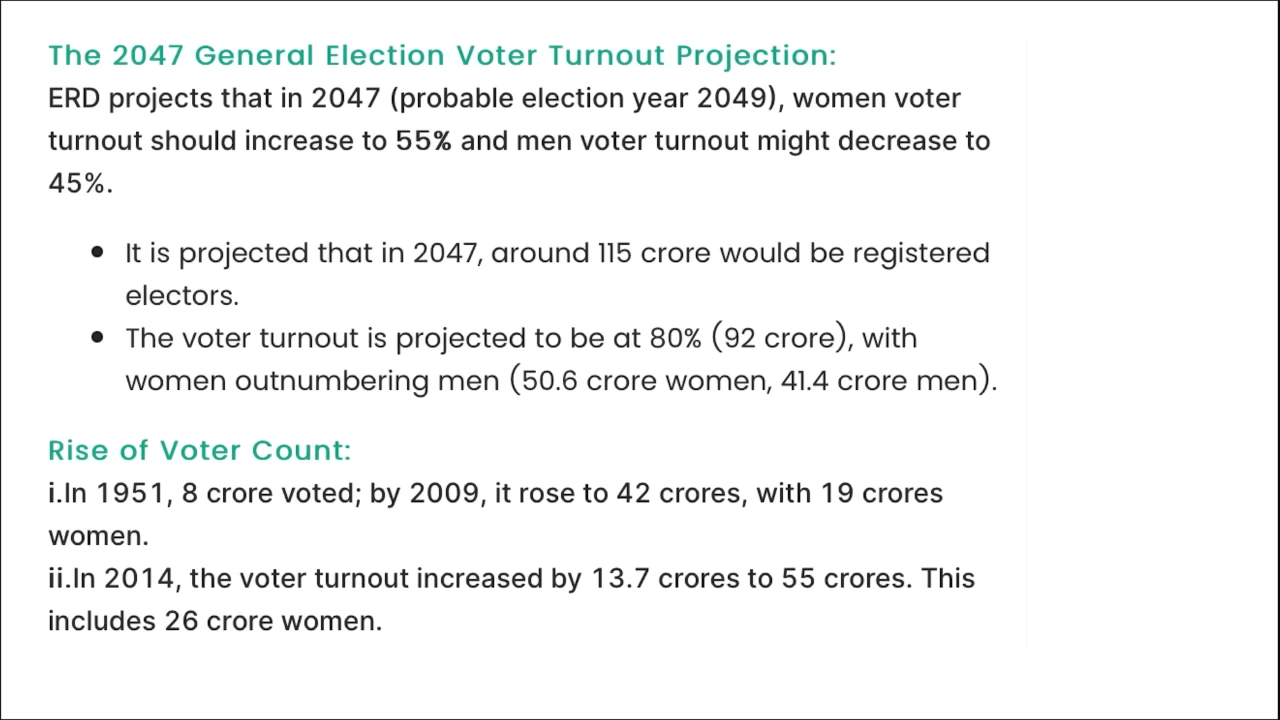 The 2047 General Election Voter Turnout Projection:
ERD projects that in 2047 (probable election year 2049), women voter
turnout should increase to 55% and men voter turnout might decrease to
45%.
• It is projected that in 2047, around 115 crore would be registered
electors.
• The voter turnout is projected to be at 80% (92 crore), with
women outnumbering men (50.6 crore women, 41.4 crore men).
Rise of Voter Count:
i.In 1951, 8 crore voted; by 2009, it rose to 42 crores, with 19 crores
women.
ii.In 2014, the voter turnout increased by 13.7 crores to 55 crores. This
includes 26 crore women.